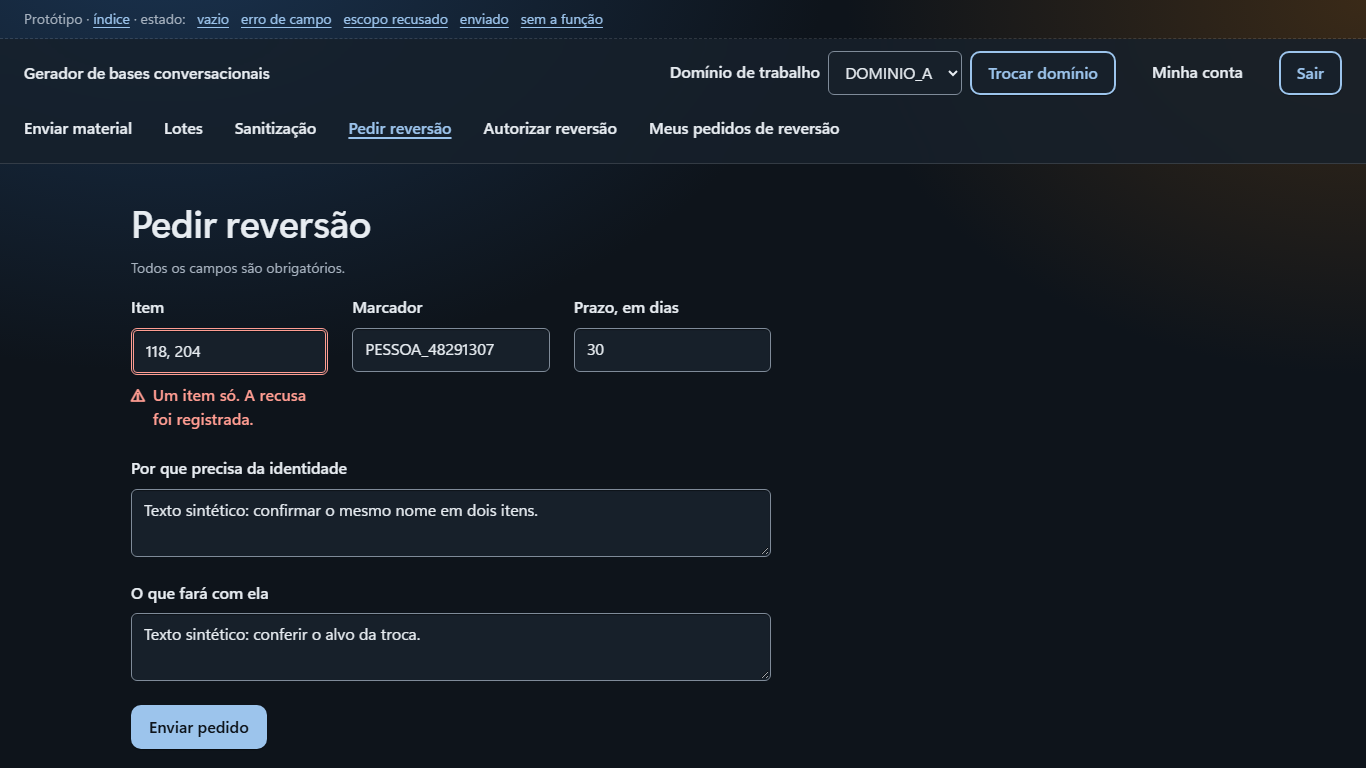 Protótipo · índice · estado: vazio erro de campo escopo recusado enviado sem a função
Gerador de bases conversacionais
Domínio de trabalho DOMINIO_A Trocar domínio Minha conta Sair
Enviar material Lotes Sanitização Pedir reversão Autorizar reversão Meus pedidos de reversão
Pedir reversão
Todos os campos são obrigatórios.
Item Marcador Prazo, em dias
118, 204 PESSOA_48291307 30
Um item só. A recusa
foi registrada.
Por que precisa da identidade
Texto sintético: confirmar o mesmo nome em dois itens.
O que fará com ela
Texto sintético: conferir o alvo da troca.
Enviar pedido